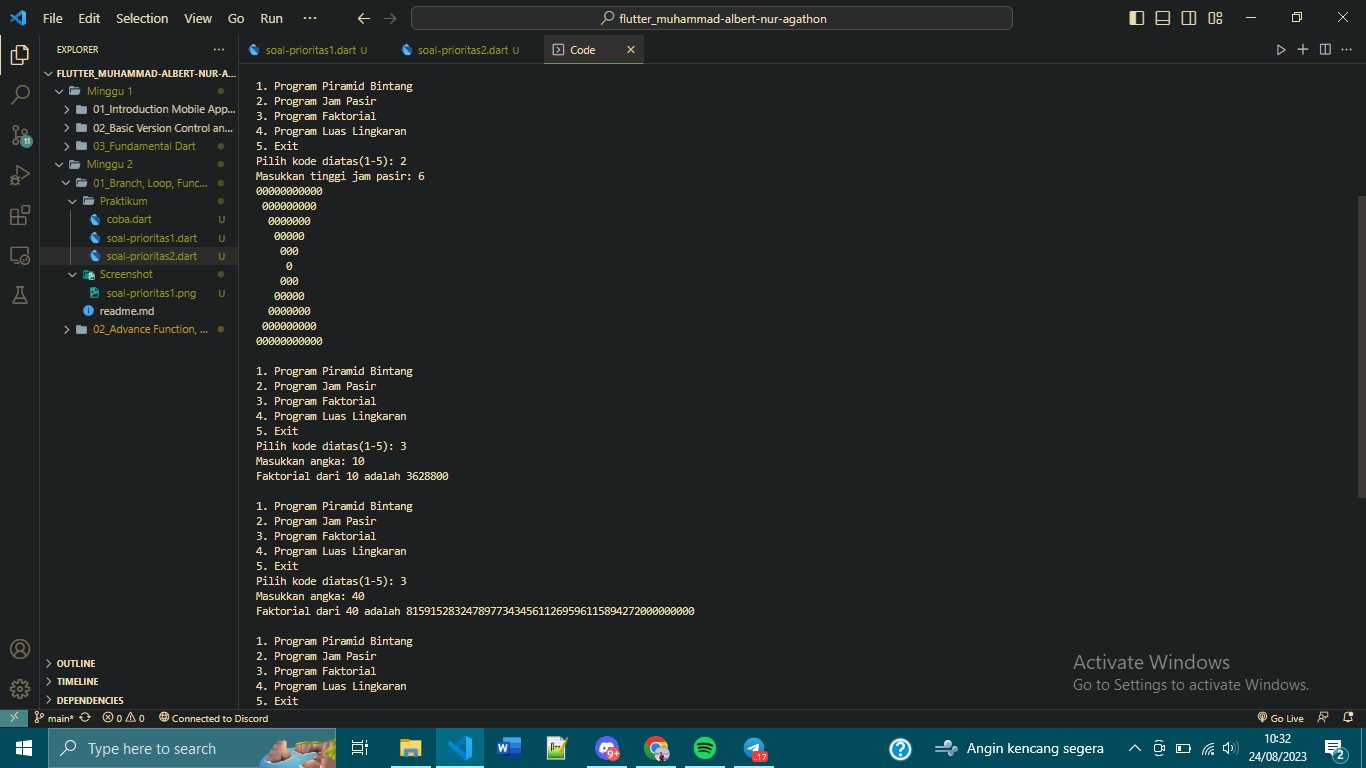 File Edit Selection View Go Run ··· flutter_muhammad-albert-nur-agathon
EXPLORER ···
soal-prioritas1.dart U soal-prioritas2.dart U Code
FLUTTER_MUHAMMAD-ALBERT-NUR-A...
Minggu 1
01_Introduction Mobile App...
02_Basic Version Control an...
03_Fundamental Dart
Minggu 2
01_Branch, Loop, Func...
Praktikum
coba.dart U
soal-prioritas1.dart U
soal-prioritas2.dart U
Screenshot
soal-prioritas1.png U
readme.md
02_Advance Function, ...
11
OUTLINE
TIMELINE
DEPENDENCIES
1. Program Piramid Bintang
2. Program Jam Pasir
3. Program Faktorial
4. Program Luas Lingkaran
5. Exit
Pilih kode diatas(1-5): 2
Masukkan tinggi jam pasir: 6
00000000000
 000000000
  0000000
   00000
    000
     0
    000
   00000
  0000000
 000000000
00000000000
1. Program Piramid Bintang
2. Program Jam Pasir
3. Program Faktorial
4. Program Luas Lingkaran
5. Exit
Pilih kode diatas(1-5): 3
Masukkan angka: 10
Faktorial dari 10 adalah 3628800
1. Program Piramid Bintang
2. Program Jam Pasir
3. Program Faktorial
4. Program Luas Lingkaran
5. Exit
Pilih kode diatas(1-5): 3
Masukkan angka: 40
Faktorial dari 40 adalah 815915283247897734345611269596115894272000000000
1. Program Piramid Bintang
2. Program Jam Pasir
3. Program Faktorial
4. Program Luas Lingkaran
5. Exit
Activate Windows
Go to Settings to activate Windows.
main* 0 0 Connected to Discord Go Live
Type here to search 9+ ..17 Angin kencang segera 10:32
24/08/2023 2